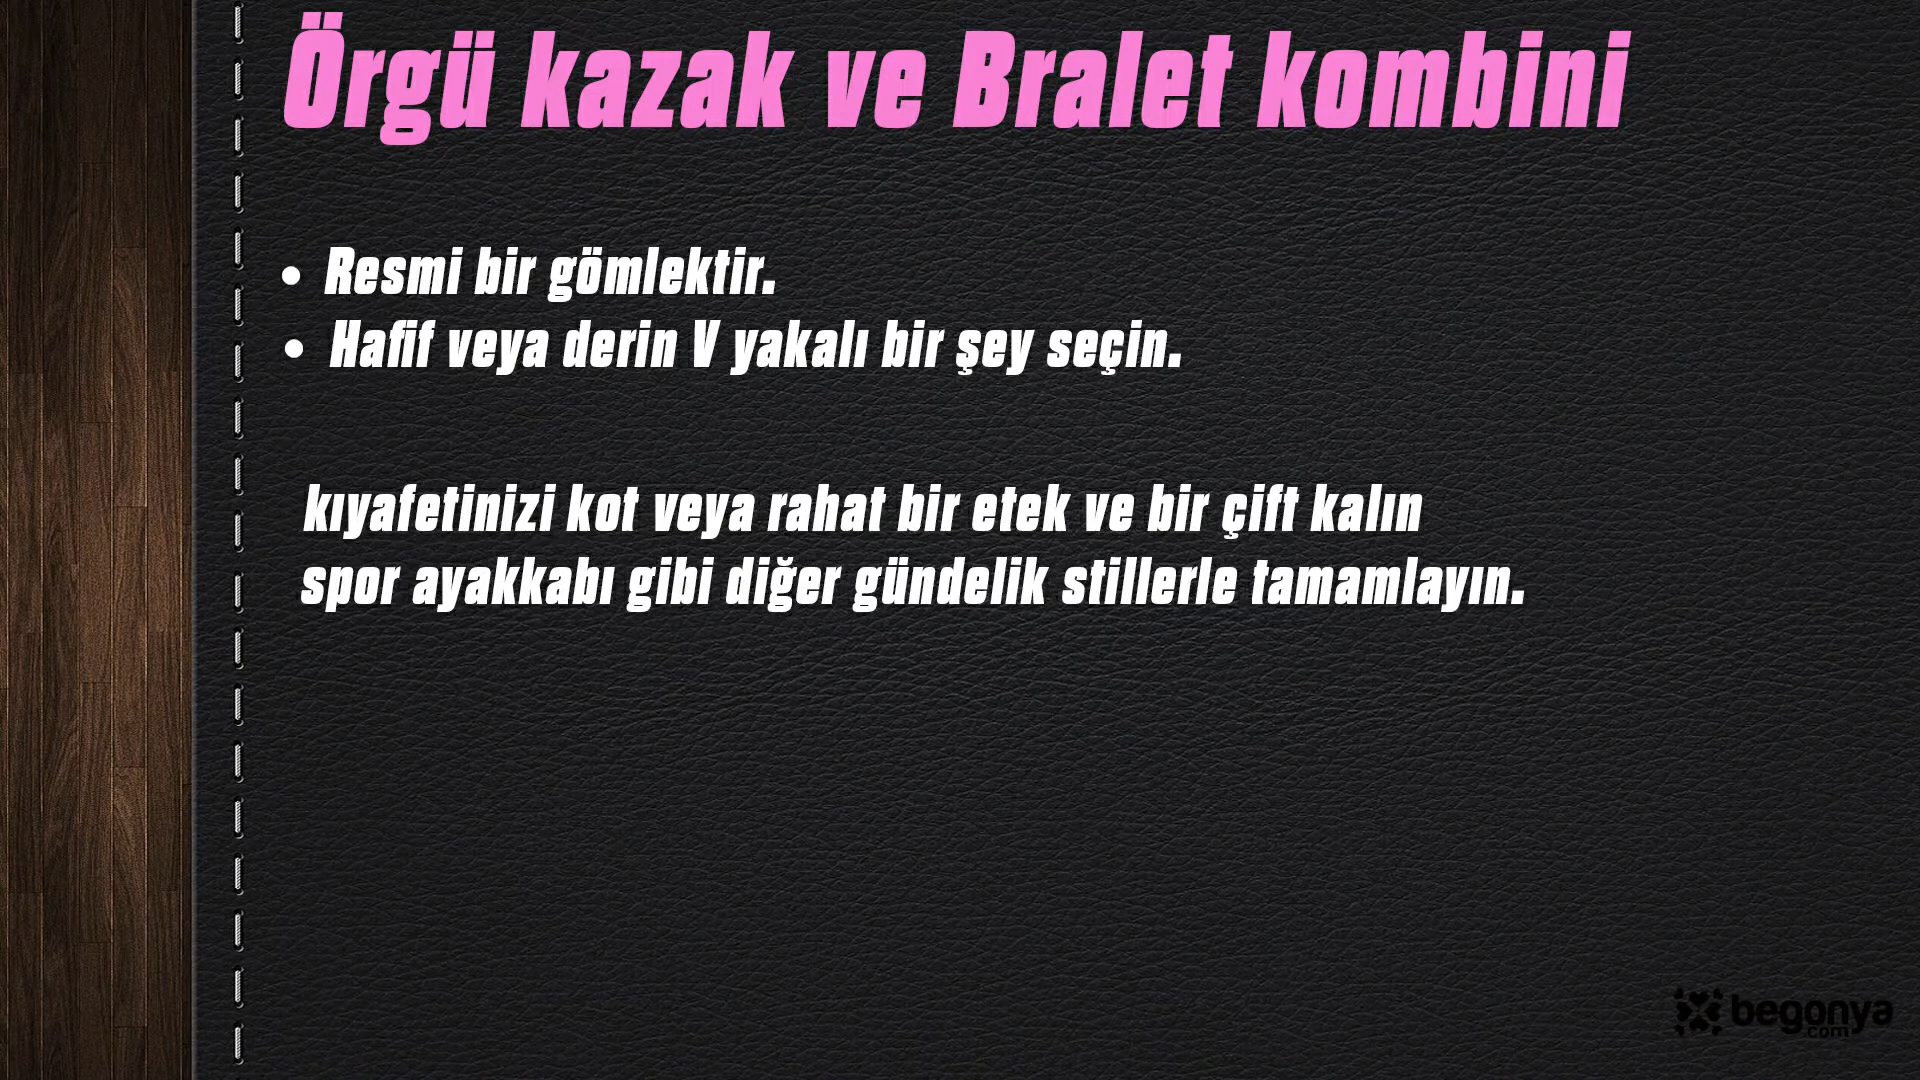 Örgü kazak ve Bralet kombini
• Resmi bir gömlektir.
• Hafif veya derin V yakalı bir şey seçin.
kıyafetinizi kot veya rahat bir etek ve bir çift kalın
spor ayakkabı gibi diğer gündelik stillerle tamamlayın.
begonya
.com